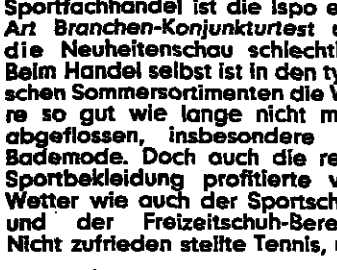 Sportfachhandel ist die Ispo e
Art Branchen-Konjunkturtest
die Neuheitenschau schlecht
Beim Handel selbst ist in den ty
schen Sommersortimenten die W
re so gut wie lange nicht m
abgeflossen, insbesondere
Bademode. Doch auch die re
Sportbekleidung profitierte v
Wetter wie auch der Sportsch
und der Freizeitschuh-Bere
Nicht zufrieden stellte Tennis,